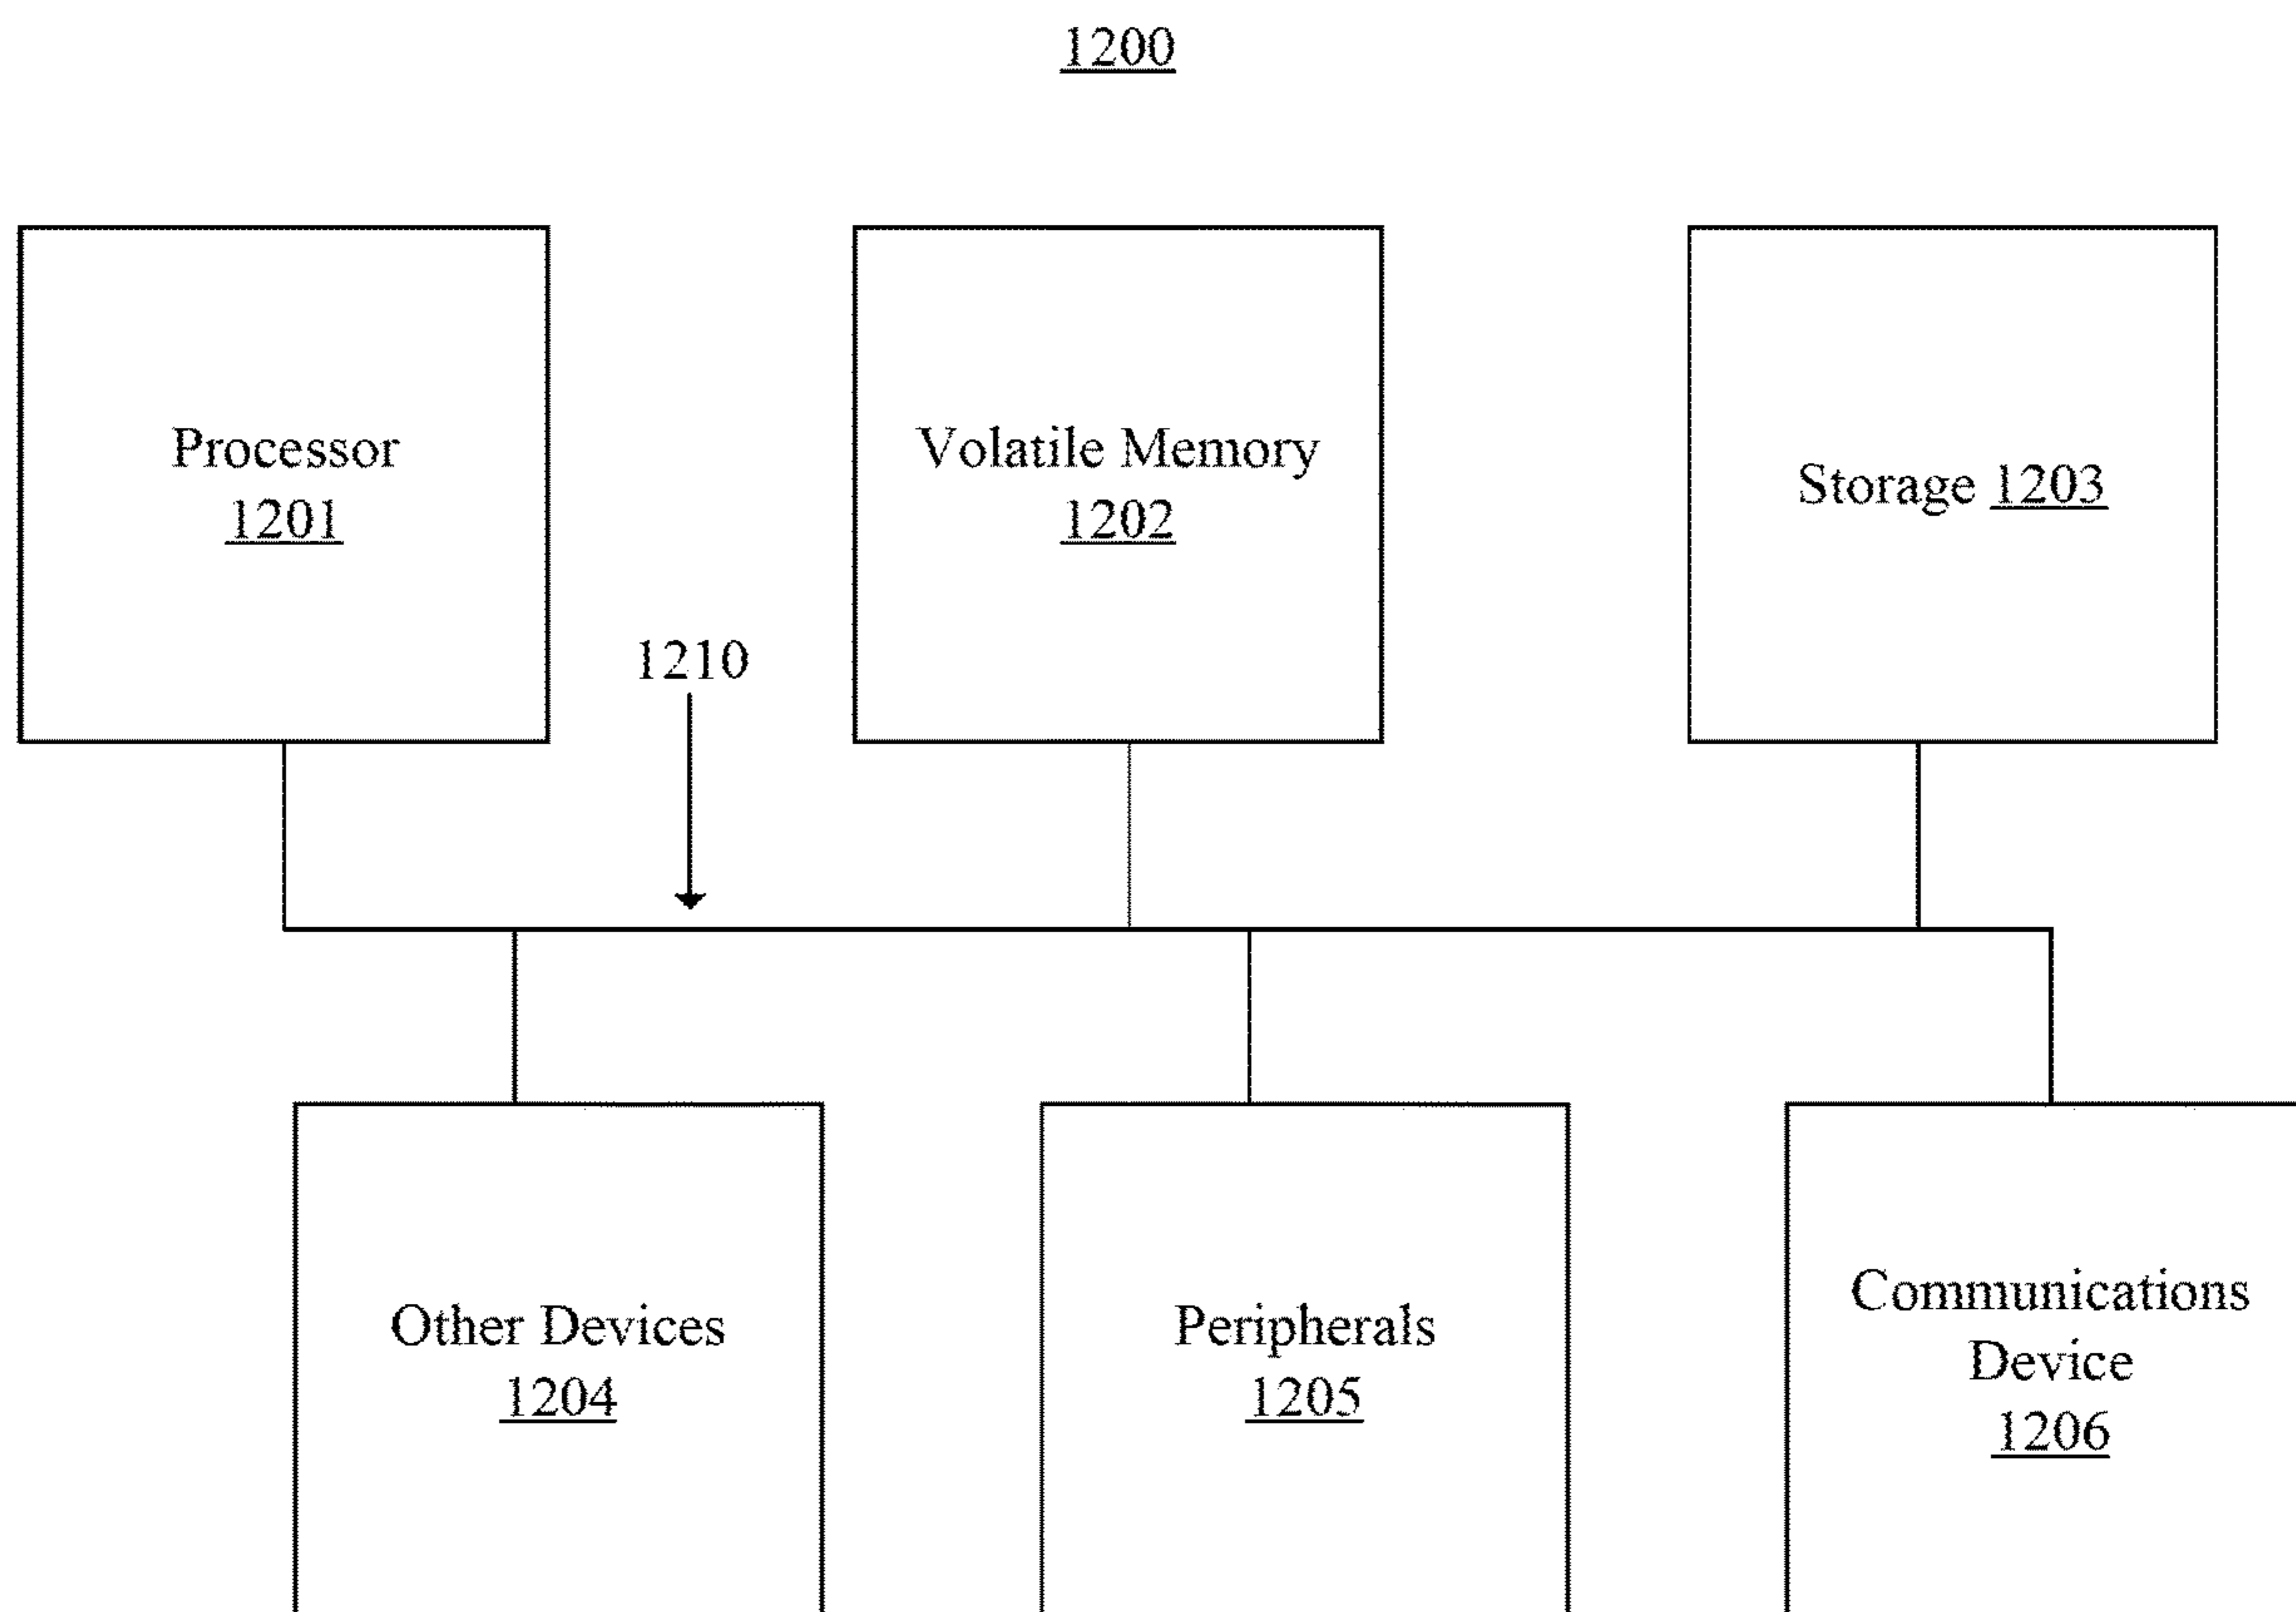 1200
Processor
1201
Volatile Memory
1202
Storage 1203
1210
Other Devices
1204
Peripherals
1205
Communications
Device
1206